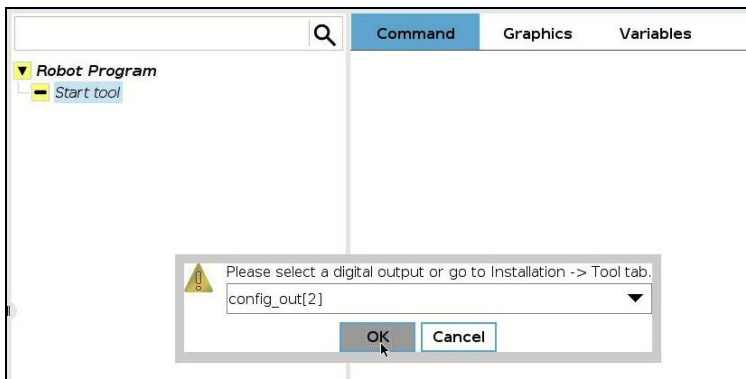 Command Graphics Variables
Robot Program
Start tool
Please select a digital output or go to Installation -> Tool tab.
config_out[2]
OK Cancel